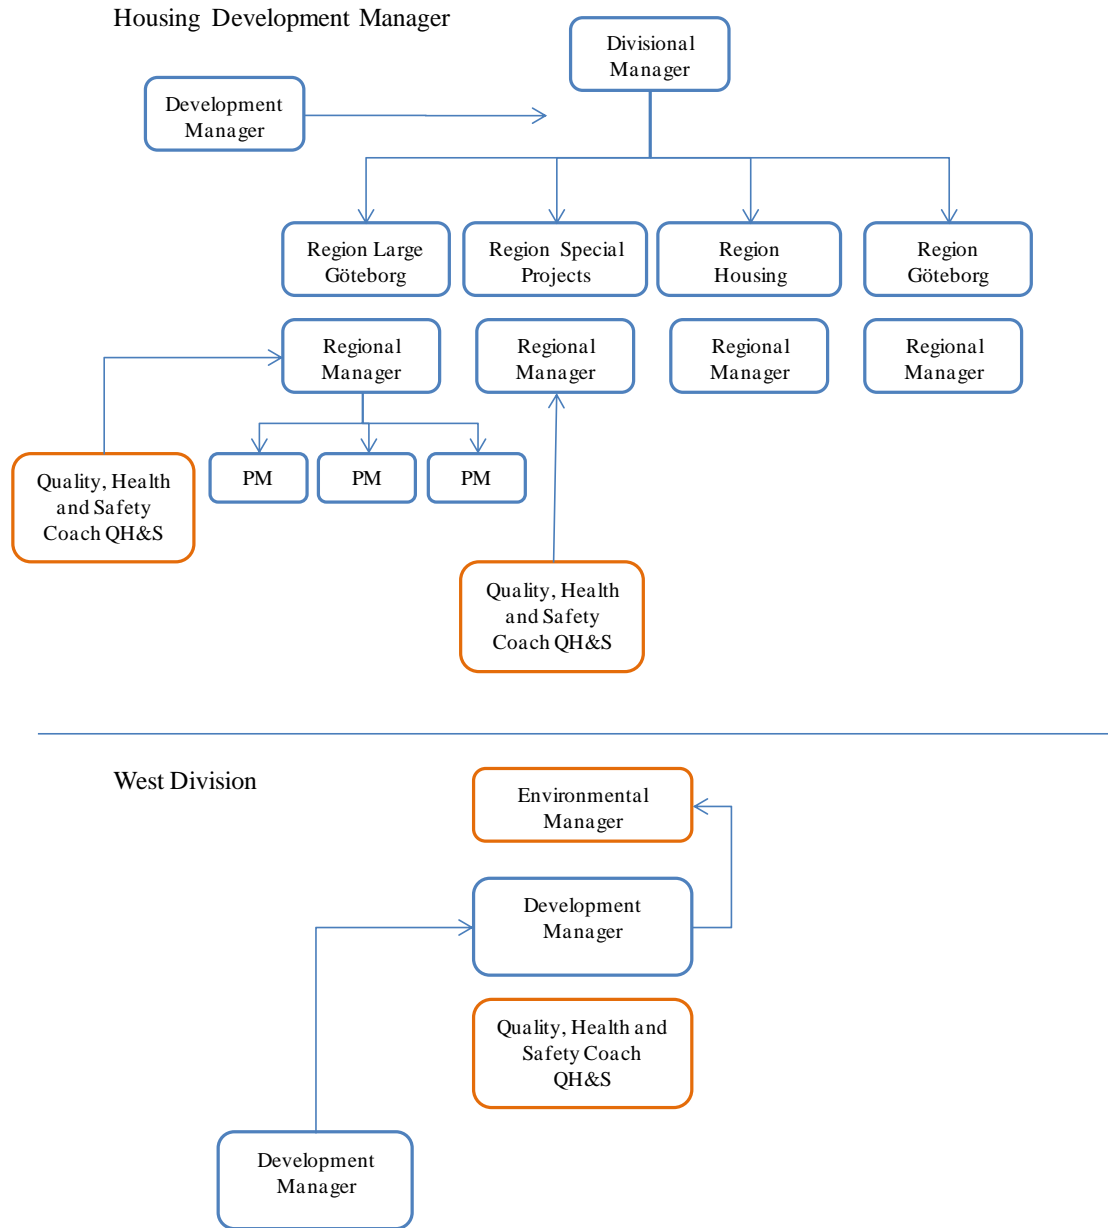 Housing Development Manager
Divisional
Manager
Development
Manager
Region Large
Göteborg
Region Special
Projects
Region
Housing
Region
Göteborg
Regional
Manager
Regional
Manager
Regional
Manager
Regional
Manager
PM
PM
PM
Quality, Health
and Safety
Coach QH&S
Quality, Health
and Safety
Coach QH&S
West Division
Environmental
Manager
Development
Manager
Quality, Health and
Safety Coach
QH&S
Development
Manager